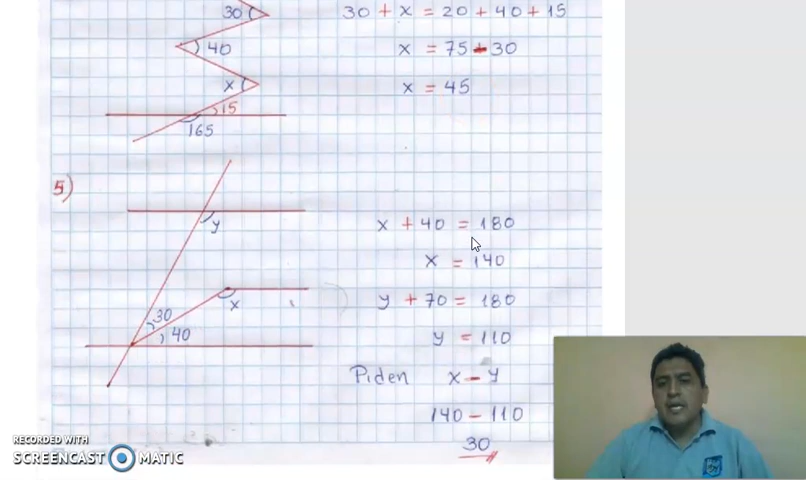 30
30 + x = 20 + 40 + 15
40
x = 75 - 30
x
15
x = 45
165
5)
y
x + 40 = 180
x = 140
30
40
x
y + 70 = 180
y = 110
Piden x - y
140 - 110
30
RECORDED WITH
SCREENCAST MATIC